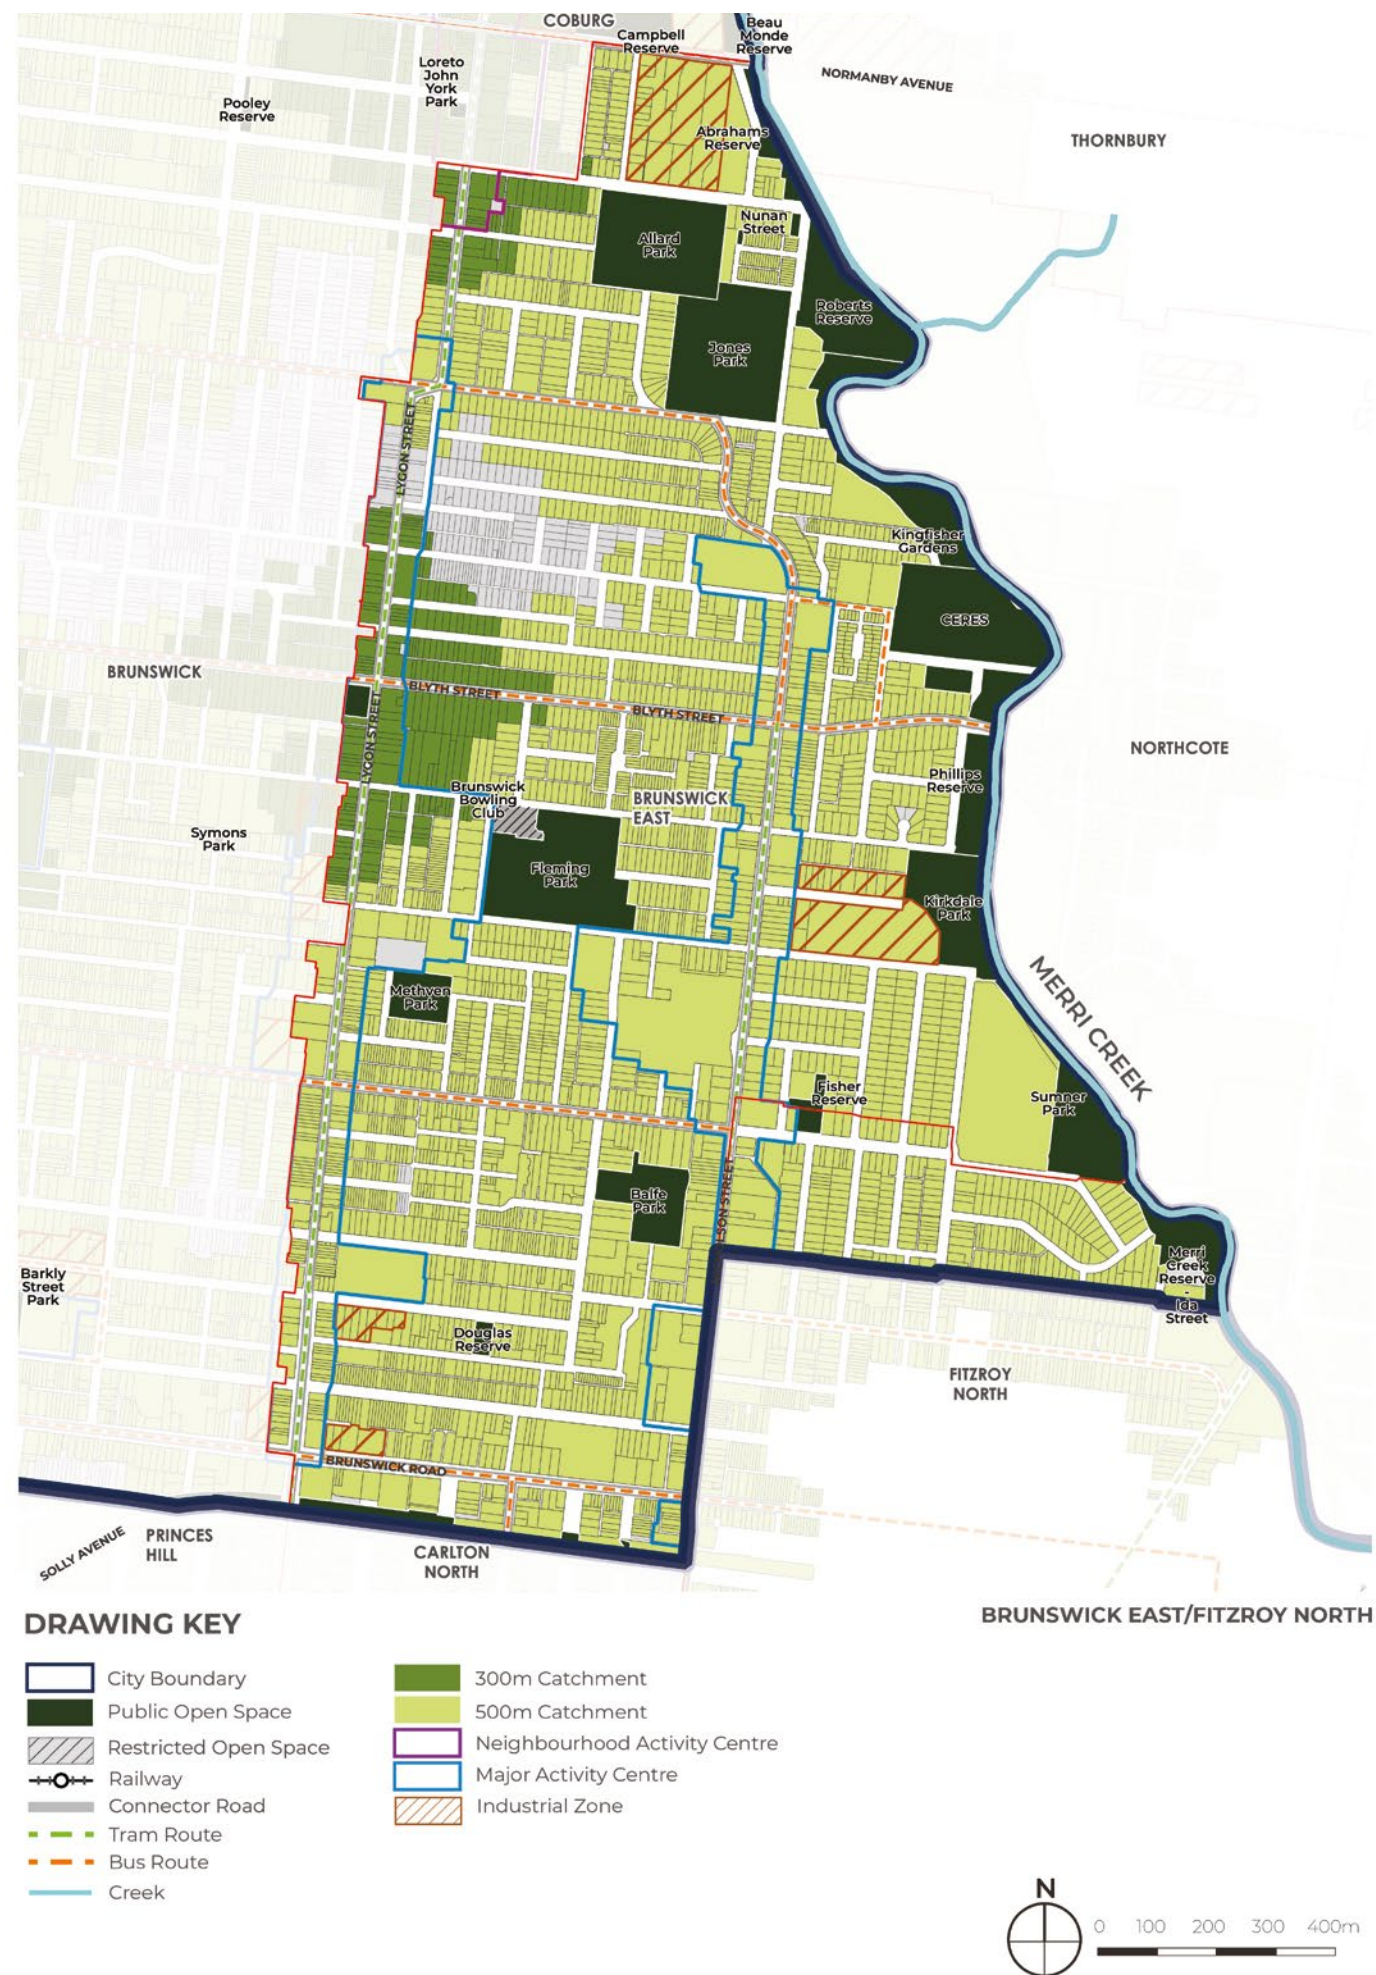 COBURG
Campbell
Reserve
Beau
Monde
Reserve
NORMANBY AVENUE
Loreto
John
York
Park
Pooley
Reserve
Abrahams
Reserve
THORNBURY
Nunan
Street
Allard
Park
Roberts
Reserve
Jones
Park
LYGON STREET
Kingfisher
Gardens
CERES
BRUNSWICK
BLYTH STREET
BLYTH STREET
LYGON STREET
NORTHCOTE
Phillips
Reserve
Brunswick
Bowling
Club
BRUNSWICK
EAST
Symons
Park
Fleming
Park
Kirkdale
Park
Methven
Park
MERRI CREEK
Fisher
Reserve
Sumner
Park
LSON STREET
Balfe
Park
Merri
Creek
Reserve
-
Ida
Street
Barkly
Street
Park
Douglas
Reserve
FITZROY
NORTH
BRUNSWICK ROAD
SOLLY AVENUE
PRINCES
HILL
CARLTON
NORTH
DRAWING KEY
BRUNSWICK EAST/FITZROY NORTH
City Boundary
Public Open Space
Restricted Open Space
Railway
Connector Road
Tram Route
Bus Route
Creek
300m Catchment
500m Catchment
Neighbourhood Activity Centre
Major Activity Centre
Industrial Zone
N
0 100 200 300 400m